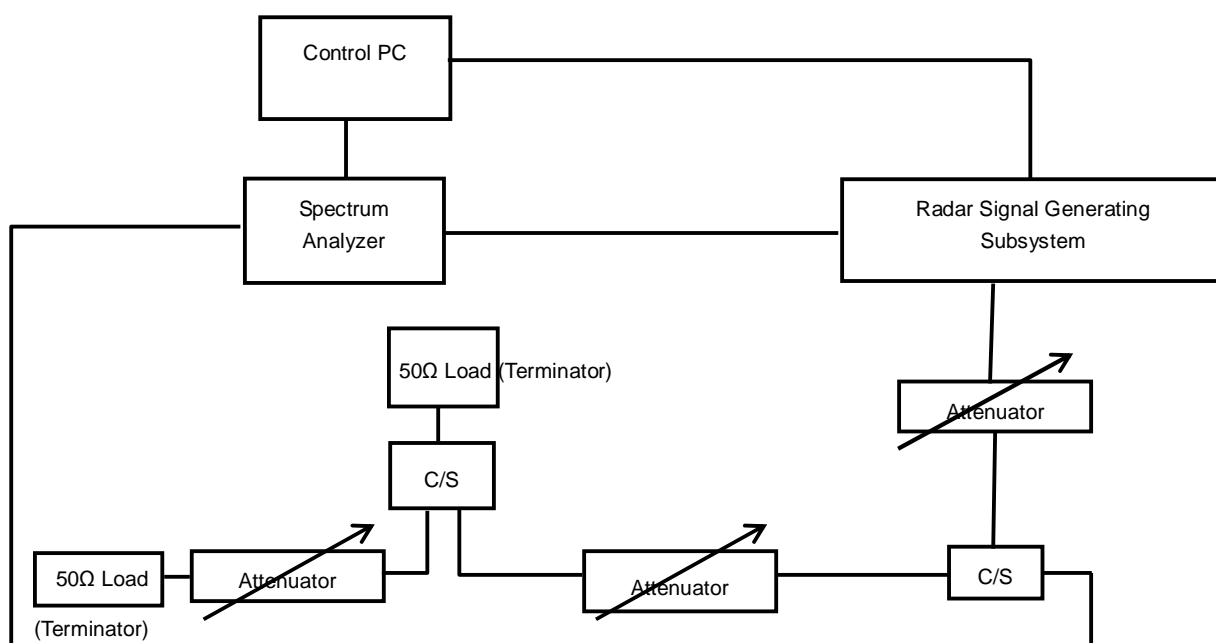 Control PC
Spectrum
Analyzer
Radar Signal Generating
Subsystem
50Ω Load (Terminator)
Attenuator
C/S
50Ω Load
(Terminator)
Attenuator
Attenuator
C/S